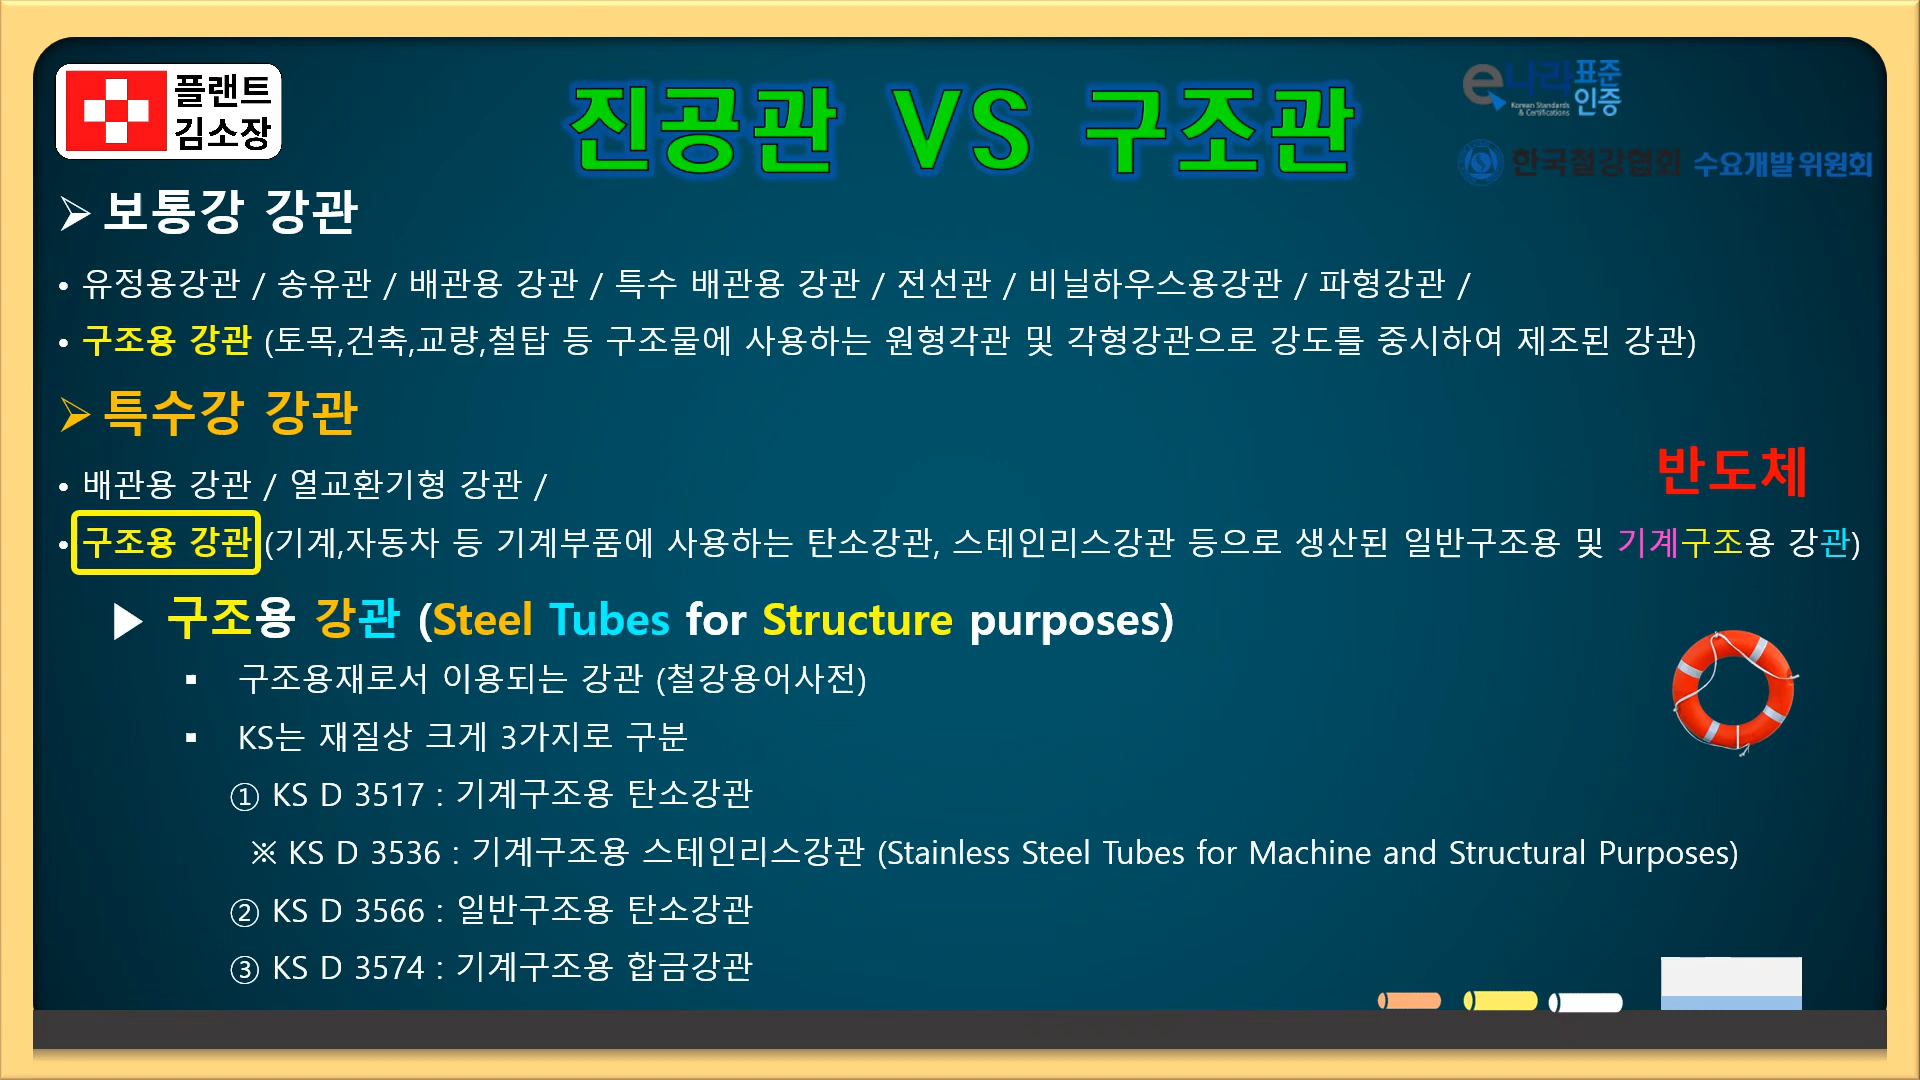 플랜트
김소장
진공관 VS 구조관
e나라 표준인증
Korean Standards & Certifications
한국철강협회 수요개발위원회
➢ 보통강 강관
• 유정용강관 / 송유관 / 배관용 강관 / 특수 배관용 강관 / 전선관 / 비닐하우스용강관 / 파형강관 /
• 구조용 강관 (토목,건축,교량,철탑 등 구조물에 사용하는 원형각관 및 각형강관으로 강도를 중시하여 제조된 강관)
➢ 특수강 강관
반도체
• 배관용 강관 / 열교환기형 강관 /
• 구조용 강관 (기계,자동차 등 기계부품에 사용하는 탄소강관, 스테인리스강관 등으로 생산된 일반구조용 및 기계구조용 강관)
▶ 구조용 강관 (Steel Tubes for Structure purposes)
▪ 구조용재로서 이용되는 강관 (철강용어사전)
▪ KS는 재질상 크게 3가지로 구분
① KS D 3517 : 기계구조용 탄소강관
※ KS D 3536 : 기계구조용 스테인리스강관 (Stainless Steel Tubes for Machine and Structural Purposes)
② KS D 3566 : 일반구조용 탄소강관
③ KS D 3574 : 기계구조용 합금강관